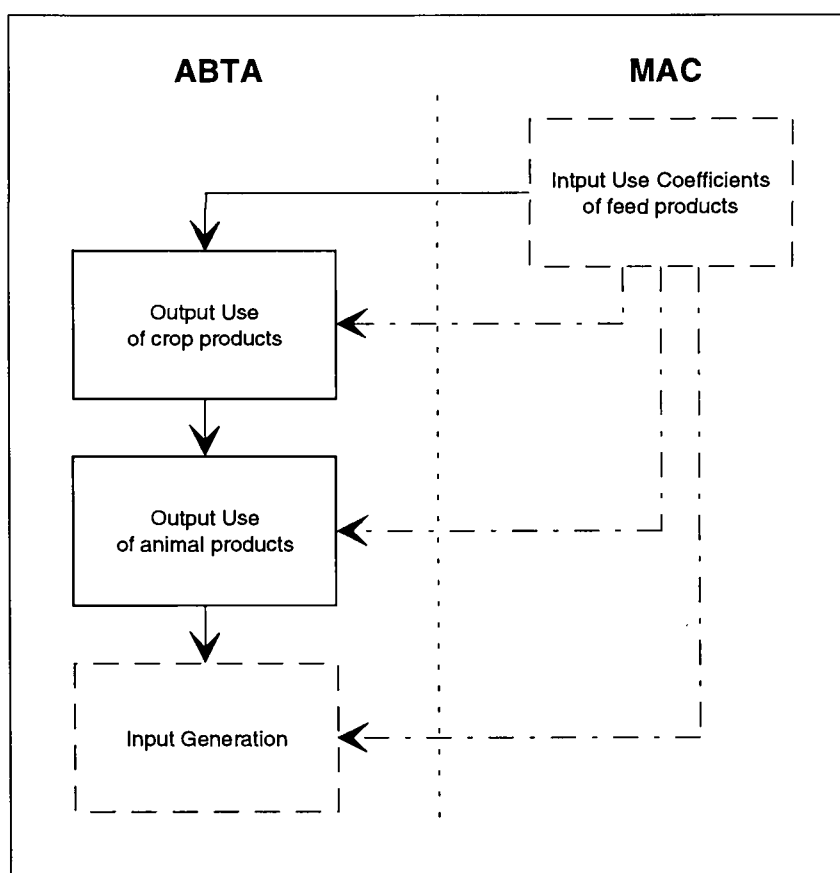 ABTA
MAC
Intput Use Coefficients
of feed products
Output Use
of crop products
Output Use
of animal products
Input Generation